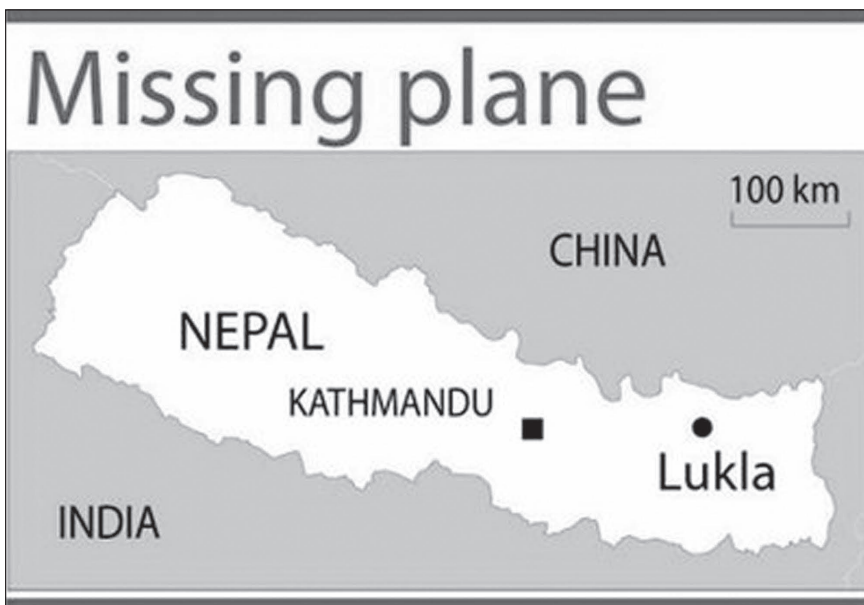 Missing plane
100 km
CHINA
NEPAL
KATHMANDU
Lukla
INDIA